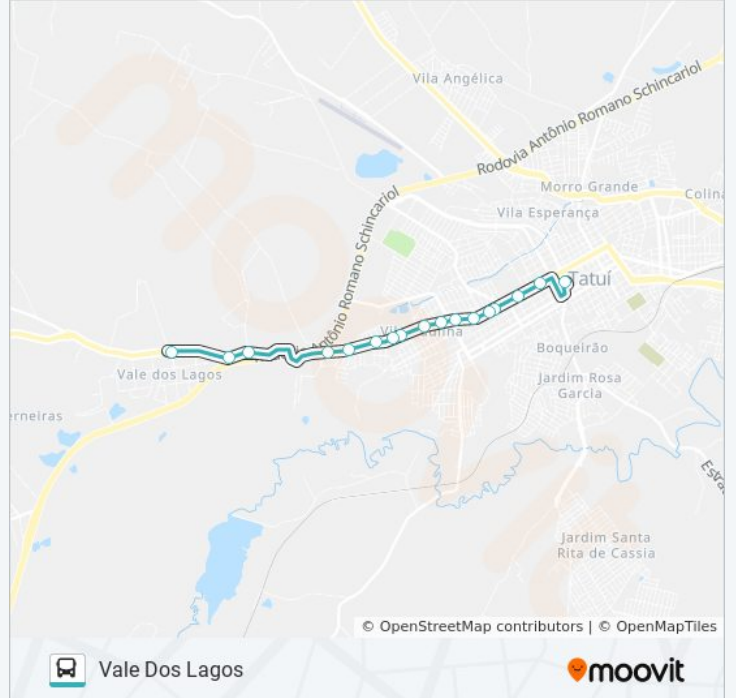 Vila Angélica
Rodovia Antônio Romano Schincariol
Morro Grande
Colina
Vila Esperança
Antônio Romano Schincariol
Tatuí
Boqueirão
Vale dos Lagos
Jardim Rosa
Garcia
erneiras
Estra
Jardim Santa
Rita de Cassia
© OpenStreetMap contributors | © OpenMapTiles
Vale Dos Lagos
moovit